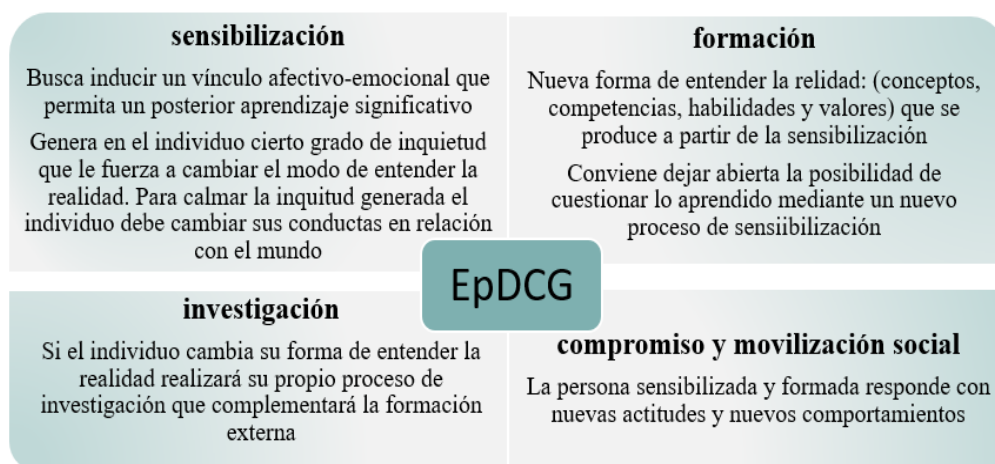 sensibilización
Busca inducir un vínculo afectivo-emocional que
permita un posterior aprendizaje significativo
Genera en el individuo cierto grado de inquietud
que le fuerza a cambiar el modo de entender la
realidad. Para calmar la inquitud generada el
individuo debe cambiar sus conductas en relación
con el mundo
formación
Nueva forma de entender la relidad: (conceptos,
competencias, habilidades y valores) que se
produce a partir de la sensibilización
Conviene dejar abierta la posibilidad de
cuestionar lo aprendido mediante un nuevo
proceso de sensiibilización
EpDCG
investigación
Si el individuo cambia su forma de entender la
realidad realizará su propio proceso de
investigación que complementará la formación
externa
compromiso y movilización social
La persona sensibilizada y formada responde con
nuevas actitudes y nuevos comportamientos